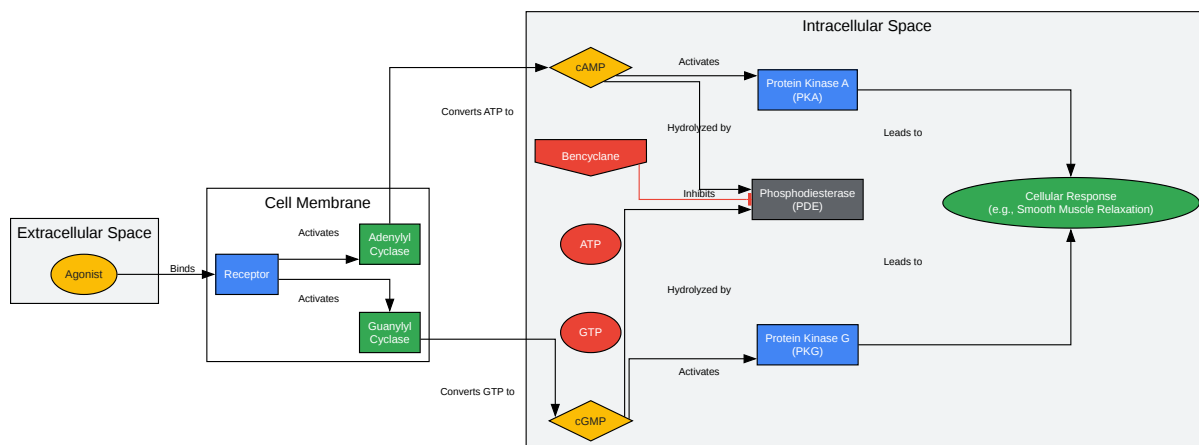 Intracellular Space
cAMP
Activates
Protein Kinase A
(PKA)
Converts ATP to
Hydrolyzed by
Leads to
Bencyclane
Inhibits
Phosphodiesterase
(PDE)
Cellular Response
(e.g., Smooth Muscle Relaxation)
Cell Membrane
Extracellular Space
Activates
Adenylyl
Cyclase
ATP
Agonist
Binds
Receptor
Leads to
Activates
Hydrolyzed by
Guanylyl
Cyclase
GTP
Protein Kinase G
(PKG)
Activates
Converts GTP to
cGMP